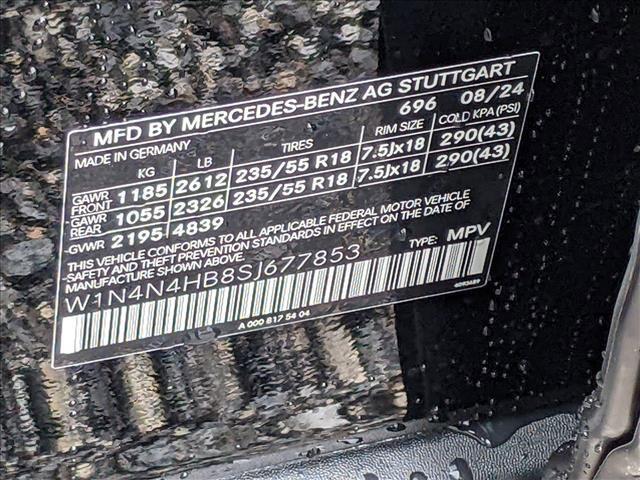 MFD BY MERCEDES-BENZ AG STUTTGART
MADE IN GERMANY 696 08/24
KG LB TIRES RIM SIZE COLD KPA (PSI)
GAWR FRONT 1185 2612 235/55 R18 7.5Jx18 290(43)
GAWR REAR 1055 2326 235/55 R18 7.5Jx18 290(43)
GVWR 2195 4839
THIS VEHICLE CONFORMS TO ALL APPLICABLE FEDERAL MOTOR VEHICLE
SAFETY AND THEFT PREVENTION STANDARDS IN EFFECT ON THE DATE OF
MANUFACTURE SHOWN ABOVE.
W1N4N4HB8SJ677853 TYPE: MPV
A 000 817 54 04